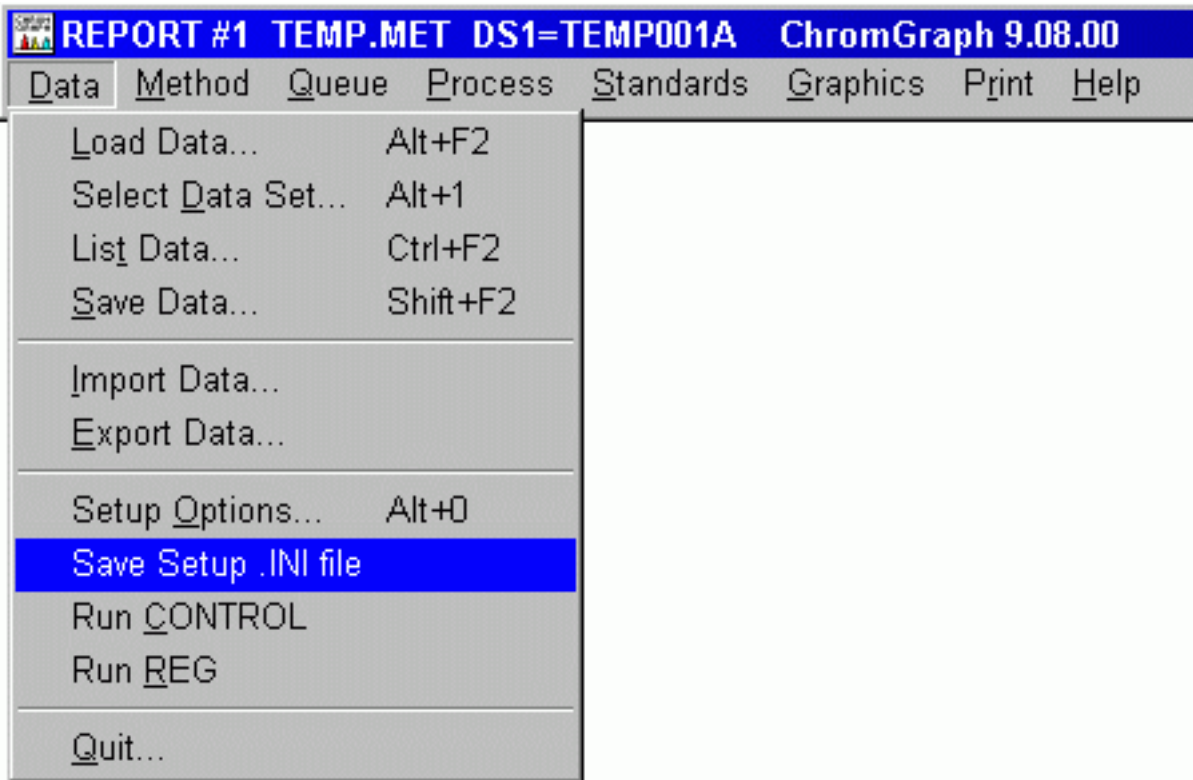 REPORT #1 TEMP.MET DS1=TEMP001A ChromGraph 9.08.00
Data Method Queue Process Standards Graphics Print Help
Load Data... Alt+F2
Select Data Set... Alt+1
List Data... Ctrl+F2
Save Data... Shift+F2
Import Data...
Export Data...
Setup Options... Alt+0
Save Setup .INI file
Run CONTROL
Run REG
Quit...